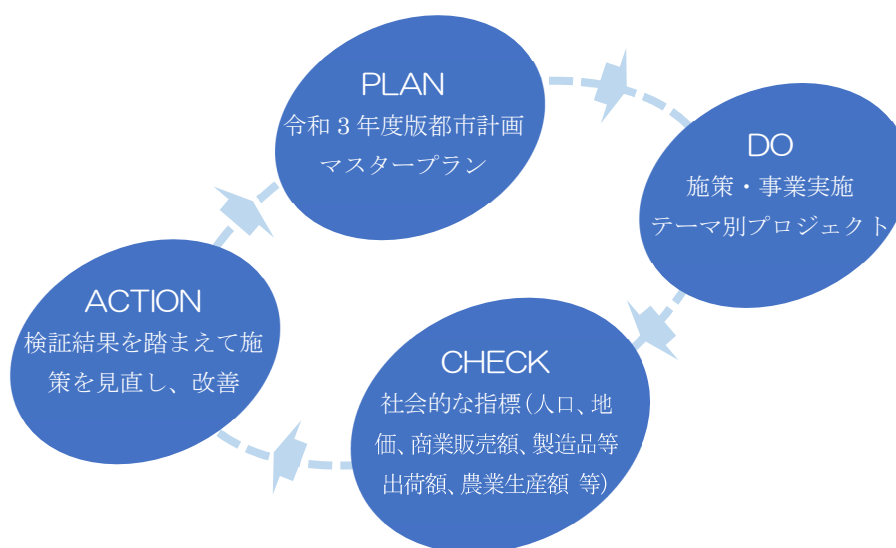 PLAN
令和 3 年度版都市計画
マスタープラン
DO
施策・事業実施
テーマ別プロジェクト
CHECK
社会的な指標(人口、地
価、商業販売額、製造品等
出荷額、農業生産額 等)
ACTION
検証結果を踏まえて施
策を見直し、改善